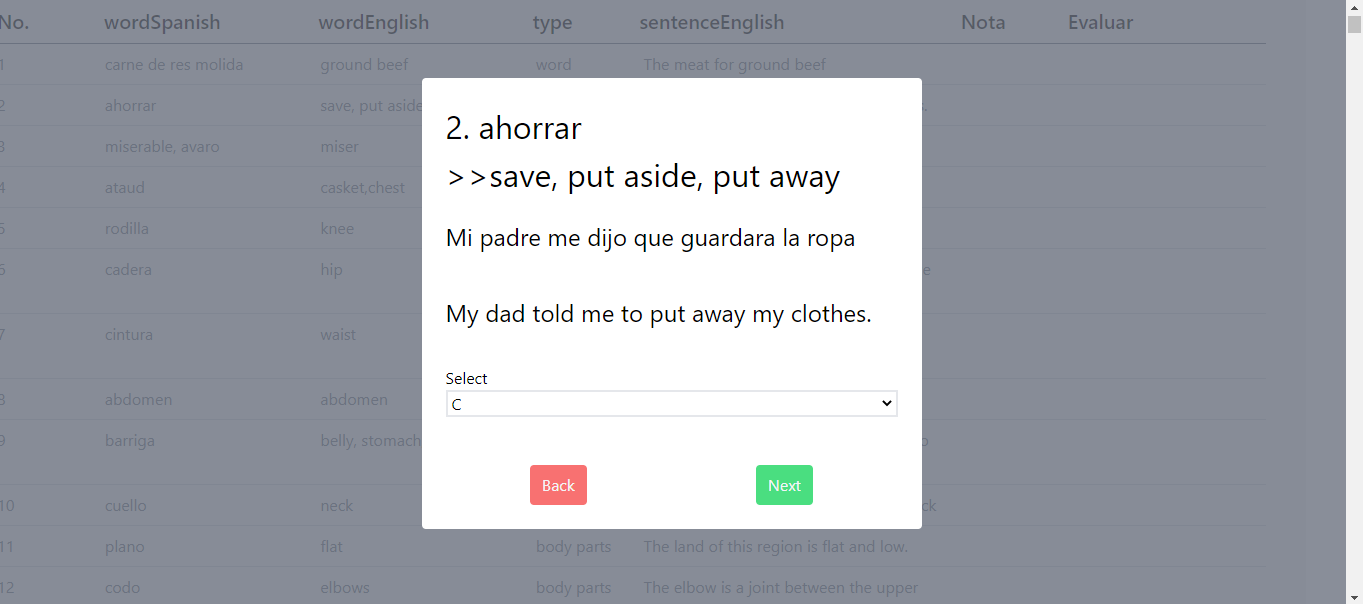 No. wordSpanish wordEnglish type sentenceEnglish Nota Evaluar
1 carne de res molida ground beef word The meat for ground beef
2 ahorrar save, put aside
3 miserable, avaro miser
4 ataud casket,chest
5 rodilla knee
6 cadera hip
7 cintura waist
8 abdomen abdomen
9 barriga belly, stomach
10 cuello neck
11 plano flat body parts The land of this region is flat and low.
12 codo elbows body parts The elbow is a joint between the upper
2. ahorrar
>>save, put aside, put away
Mi padre me dijo que guardara la ropa
My dad told me to put away my clothes.
Select
C
Back Next